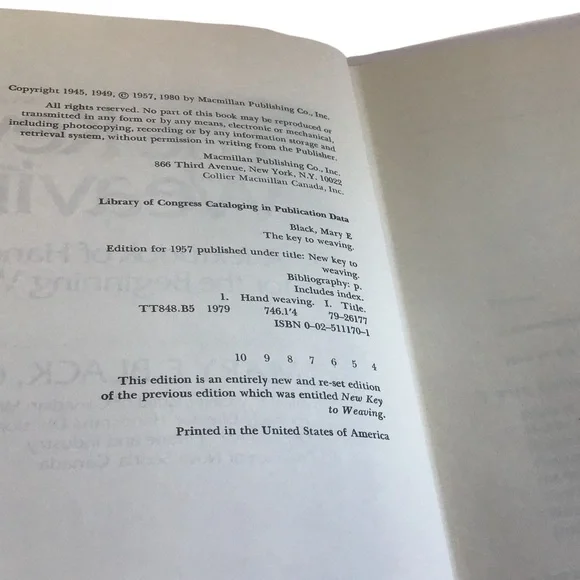 Copyright 1945, 1949, © 1957, 1980 by Macmillan Publishing Co., Inc.
All rights reserved. No part of this book may be reproduced or
transmitted in any form or by any means, electronic or mechanical,
including photocopying, recording or by any information storage and
retrieval system, without permission in writing from the Publisher.
Macmillan Publishing Co., Inc.
866 Third Avenue, New York, N.Y. 10022
Collier Macmillan Canada, Inc.
Library of Congress Cataloging in Publication Data
Black, Mary E
The key to weaving.
Edition for 1957 published under title: New key to
weaving.
Bibliography: p.
Includes index.
1. Hand weaving. I. Title.
TT848.B5 1979 746.1'4 79-26177
ISBN 0-02-511170-1
10 9 8 7 6 5 4
This edition is an entirely new and re-set edition
of the previous edition which was entitled New Key
to Weaving.
Printed in the United States of America